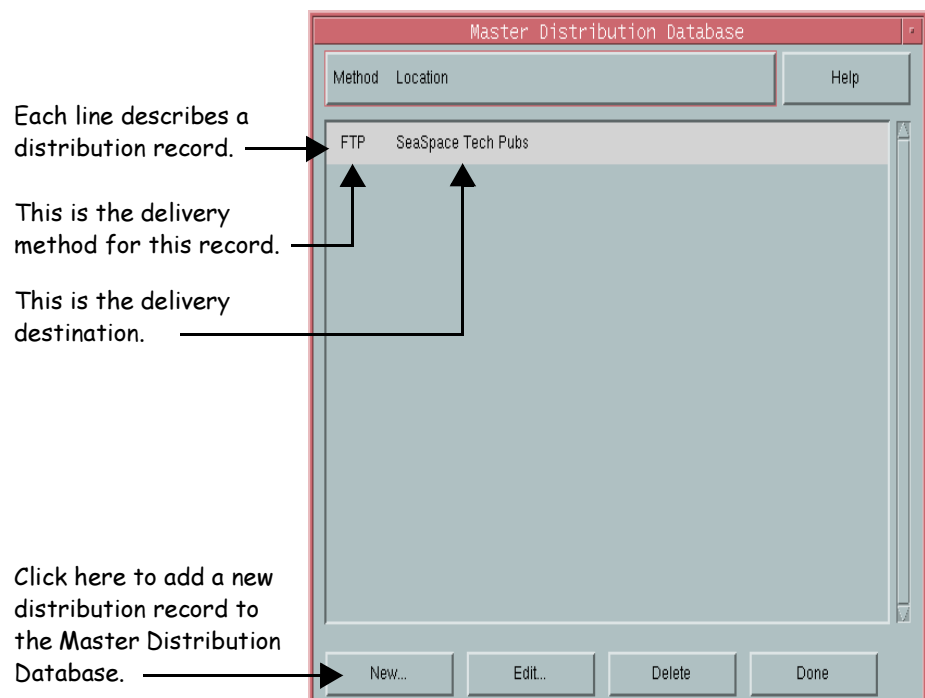 Master Distribution Database
Method Location
Help
Each line describes a
distribution record.
FTP SeaSpace Tech Pubs
This is the delivery
method for this record.
This is the delivery
destination.
Click here to add a new
distribution record to
the Master Distribution
Database.
New... Edit... Delete Done